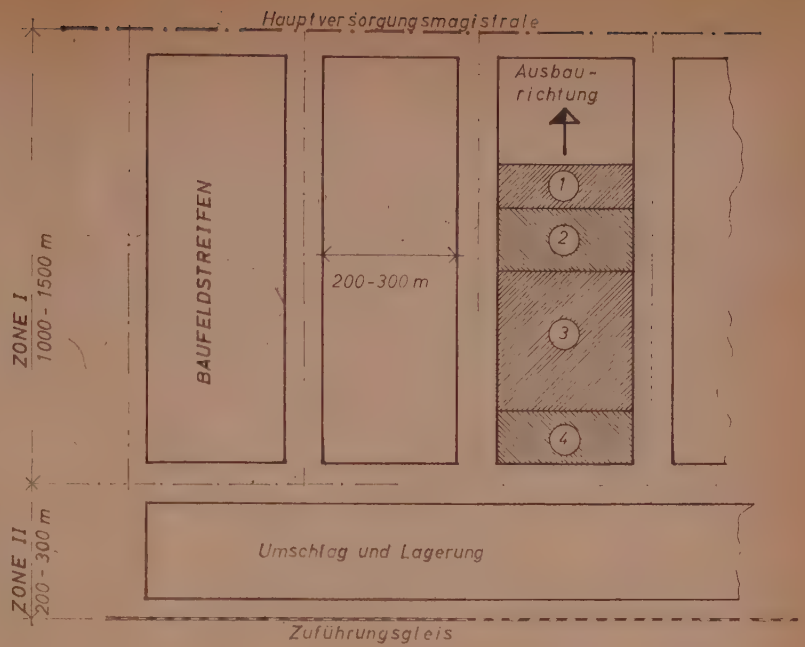 Hauptversorgungsmagistrale
Ausbau-
richtung
1
2
3
4
200-300 m
BAUFELDSTREIFEN
ZONE I
1000 - 1500 m
ZONE II
200 - 300 m
Umschlag und Lagerung
Zuführungsgleis